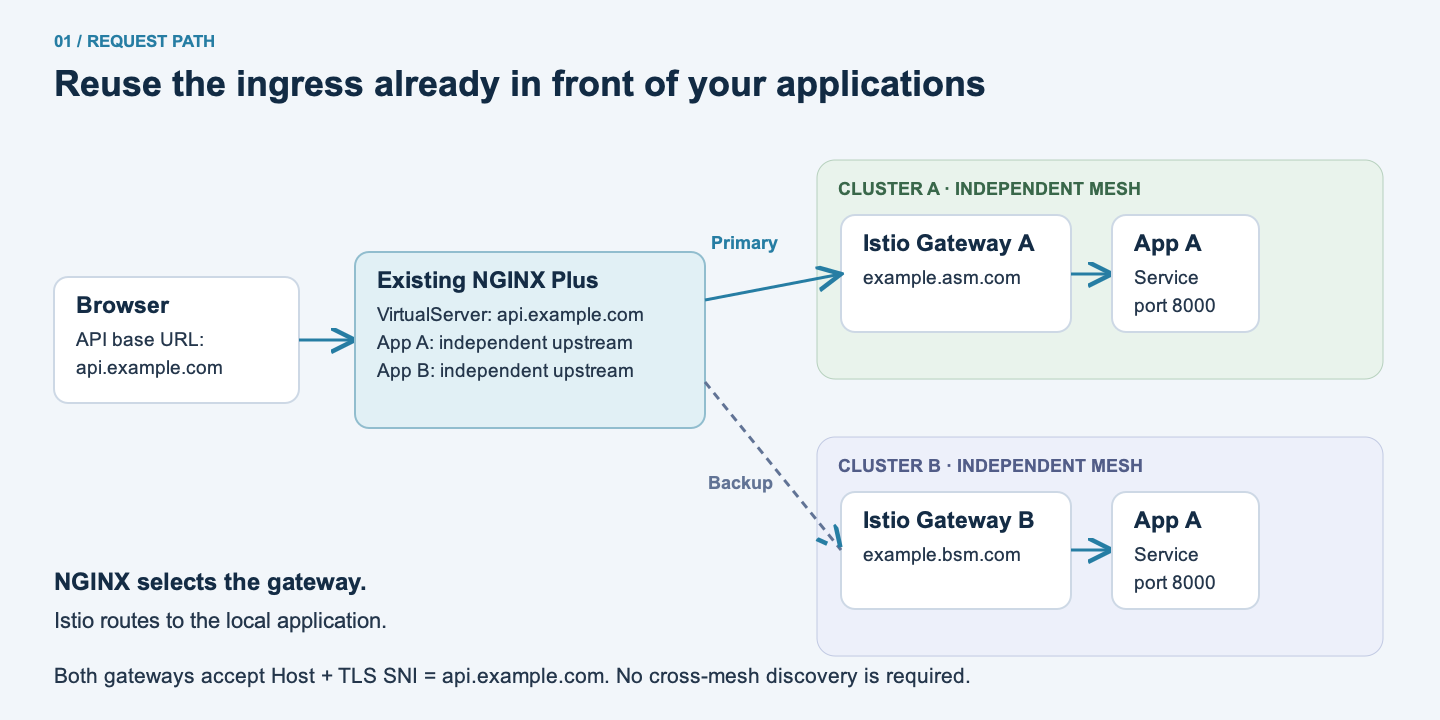 01 / REQUEST PATH
Reuse the ingress already in front of your applications
Browser
API base URL:
api.example.com
Existing NGINX Plus
VirtualServer: api.example.com
App A: independent upstream
App B: independent upstream
Primary
Backup
CLUSTER A · INDEPENDENT MESH
Istio Gateway A
example.asm.com
App A
Service
port 8000
CLUSTER B · INDEPENDENT MESH
Istio Gateway B
example.bsm.com
App A
Service
port 8000
NGINX selects the gateway.
Istio routes to the local application.
Both gateways accept Host + TLS SNI = api.example.com. No cross-mesh discovery is required.